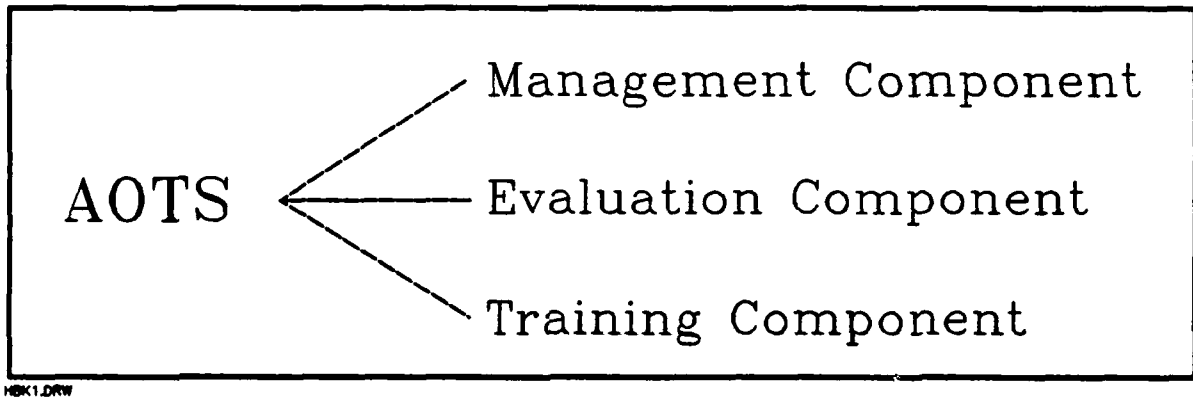 Management Component
AOTS
Evaluation Component
Training Component
HBK1.DRW